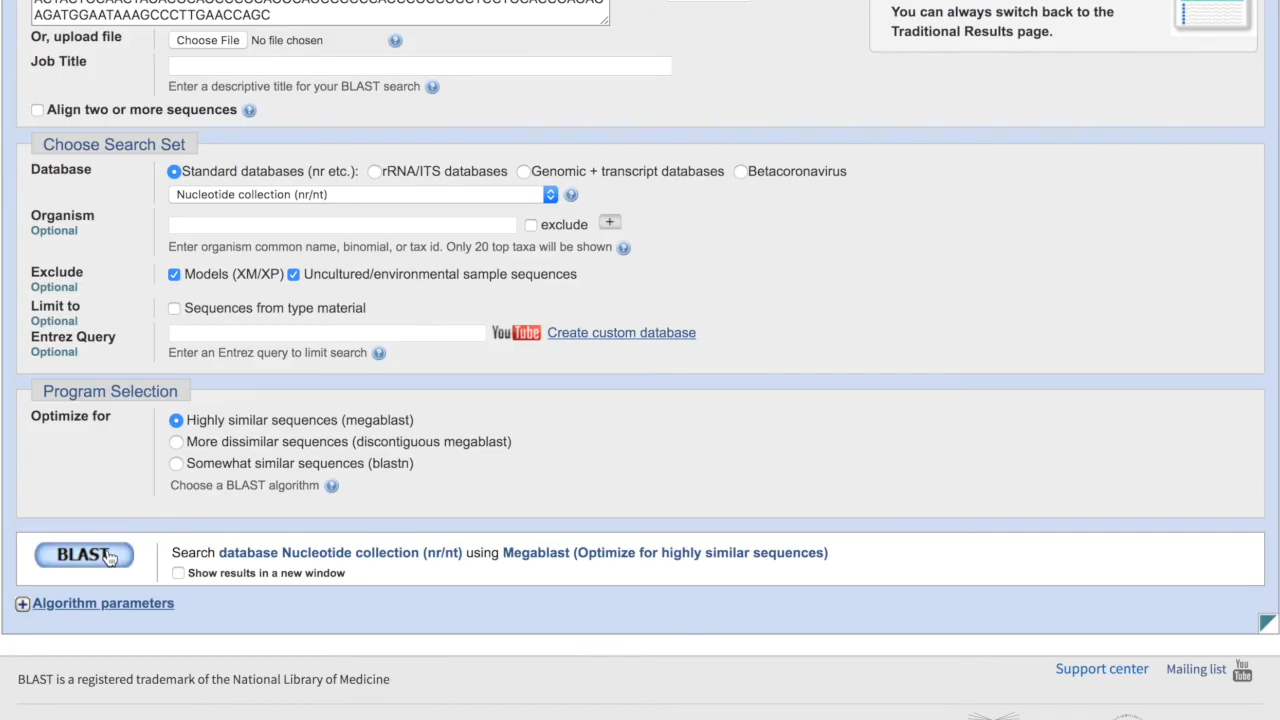 AGATGGAATAAAGCCCTTGAACCAGC
You can always switch back to the
Traditional Results page.
Or, upload file
Choose File No file chosen
Job Title
Enter a descriptive title for your BLAST search
Align two or more sequences
Choose Search Set
Database
Standard databases (nr etc.): rRNA/ITS databases Genomic + transcript databases Betacoronavirus
Nucleotide collection (nr/nt)
Organism
Optional
exclude +
Enter organism common name, binomial, or tax id. Only 20 top taxa will be shown
Exclude
Optional
Models (XM/XP) Uncultured/environmental sample sequences
Limit to
Optional
Sequences from type material
Entrez Query
Optional
YouTube Create custom database
Enter an Entrez query to limit search
Program Selection
Optimize for
Highly similar sequences (megablast)
More dissimilar sequences (discontiguous megablast)
Somewhat similar sequences (blastn)
Choose a BLAST algorithm
BLAST
Search database Nucleotide collection (nr/nt) using Megablast (Optimize for highly similar sequences)
Show results in a new window
Algorithm parameters
Support center Mailing list YouTube
BLAST is a registered trademark of the National Library of Medicine